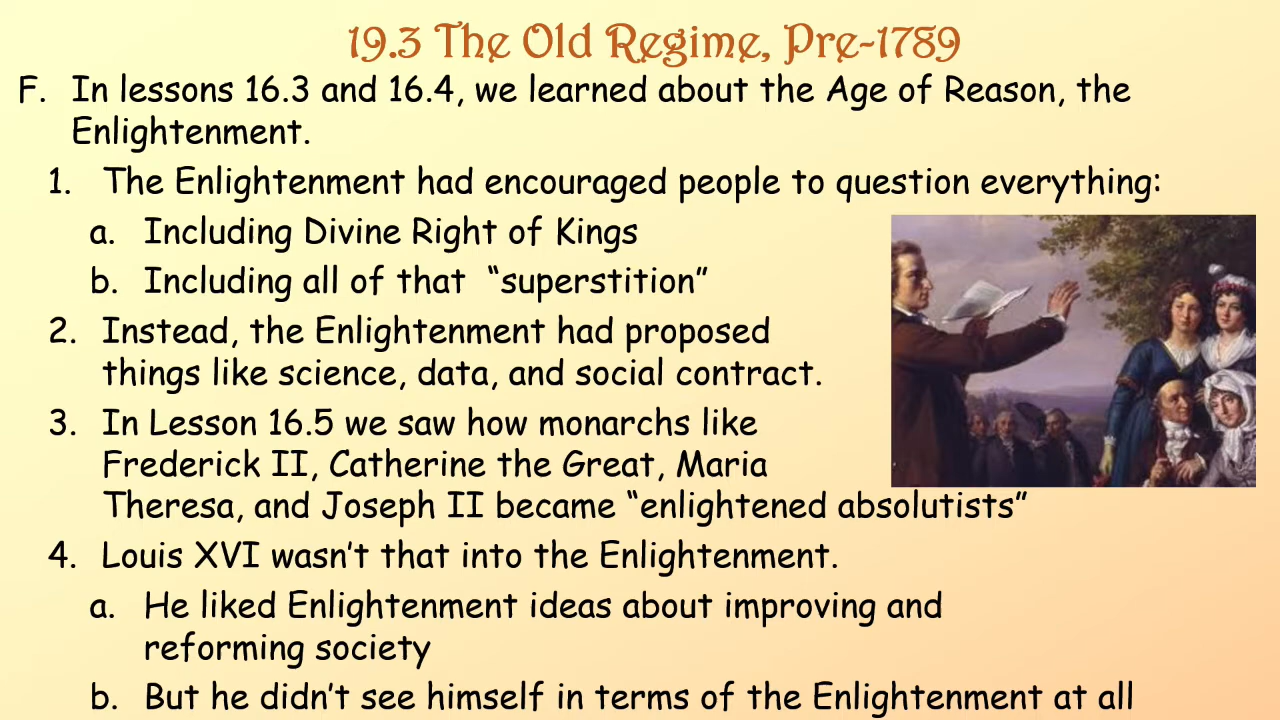 19.3 The Old Regime, Pre-1789
F. In lessons 16.3 and 16.4, we learned about the Age of Reason, the
Enlightenment.
1. The Enlightenment had encouraged people to question everything:
a. Including Divine Right of Kings
b. Including all of that “superstition”
2. Instead, the Enlightenment had proposed
things like science, data, and social contract.
3. In Lesson 16.5 we saw how monarchs like
Frederick II, Catherine the Great, Maria
Theresa, and Joseph II became “enlightened absolutists”
4. Louis XVI wasn’t that into the Enlightenment.
a. He liked Enlightenment ideas about improving and
reforming society
b. But he didn’t see himself in terms of the Enlightenment at all